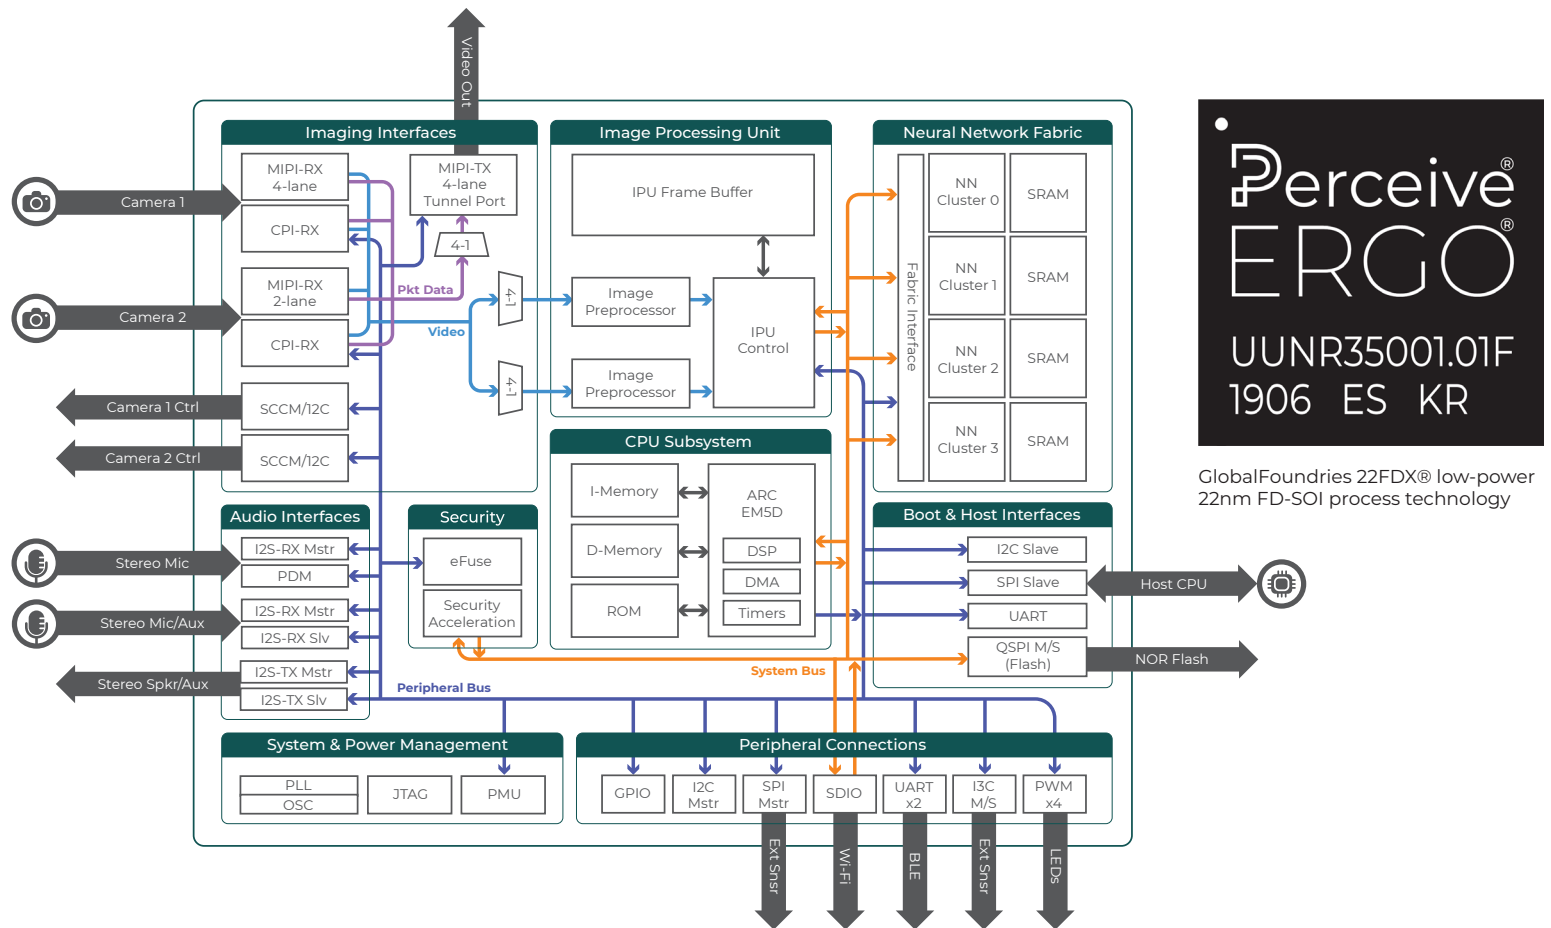 Video Out
Imaging Interfaces
MIPI-RX
4-lane
CPI-RX
MIPI-RX
2-lane
CPI-RX
SCCM/12C
SCCM/12C
MIPI-TX
4-lane
Tunnel Port
4-1
Pkt Data
Video
4-1
4-1
Camera 1
Camera 2
Camera 1 Ctrl
Camera 2 Ctrl
Image Processing Unit
IPU Frame Buffer
Image
Preprocessor
Image
Preprocessor
IPU
Control
Neural Network Fabric
Fabric Interface
NN
Cluster 0
SRAM
NN
Cluster 1
SRAM
NN
Cluster 2
SRAM
NN
Cluster 3
SRAM
CPU Subsystem
I-Memory
D-Memory
ROM
ARC
EM5D
DSP
DMA
Timers
Audio Interfaces
I2S-RX Mstr
PDM
I2S-RX Mstr
I2S-RX Slv
I2S-TX Mstr
I2S-TX Slv
Stereo Mic
Stereo Mic/Aux
Stereo Spkr/Aux
Security
eFuse
Security
Acceleration
Boot & Host Interfaces
I2C Slave
SPI Slave
UART
QSPI M/S
(Flash)
Host CPU
NOR Flash
System Bus
Peripheral Bus
System & Power Management
PLL
OSC
JTAG
PMU
Peripheral Connections
GPIO
I2C
Mstr
SPI
Mstr
SDIO
UART
x2
I3C
M/S
PWM
x4
Ext Snsr
Wi-Fi
BLE
Ext Snsr
LEDs
Perceive®
ERGO®
UUNR35001.01F
1906 ES KR
GlobalFoundries 22FDX® low-power
22nm FD-SOI process technology